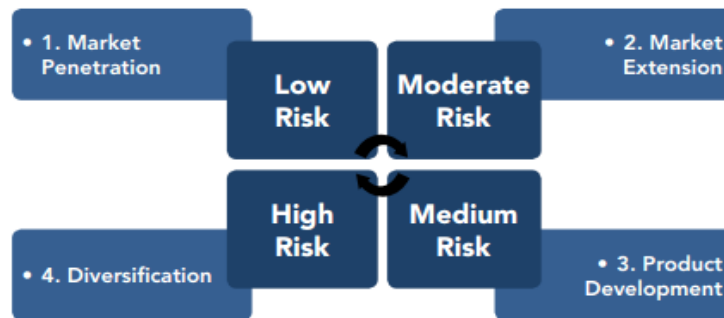 • 1. Market
Penetration
Low
Risk
Moderate
Risk
• 2. Market
Extension
High
Risk
Medium
Risk
• 4. Diversification
• 3. Product
Development